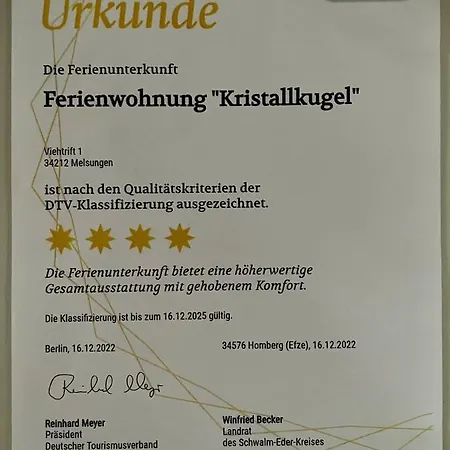 Urkunde
Die Ferienunterkunft
Ferienwohnung "Kristallkugel"
Viehtrift 1
34212 Melsungen
ist nach den Qualitätskriterien der
DTV-Klassifizierung ausgezeichnet.
Die Ferienunterkunft bietet eine höherwertige
Gesamtausstattung mit gehobenem Komfort.
Die Klassifizierung ist bis zum 16.12.2025 gültig.
Berlin, 16.12.2022
34576 Homberg (Efze), 16.12.2022
Reinhard Meyer
Präsident
Deutscher Tourismusverband
Winfried Becker
Landrat
des Schwalm-Eder-Kreises